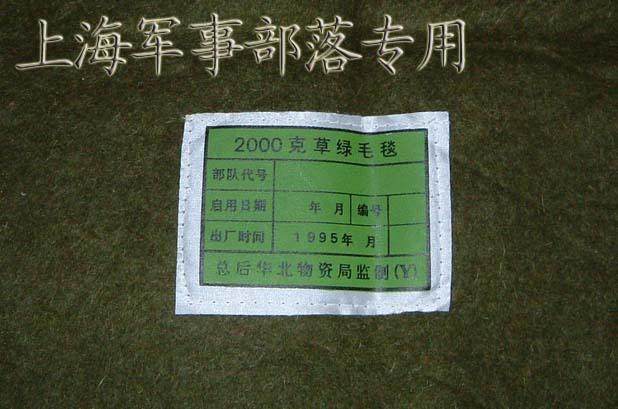 上海军事部落专用
2000克草绿毛毯
部队代号
启用日期 年 月 编号
出厂时间 1995年 月
总后华北物资局监制(Y)